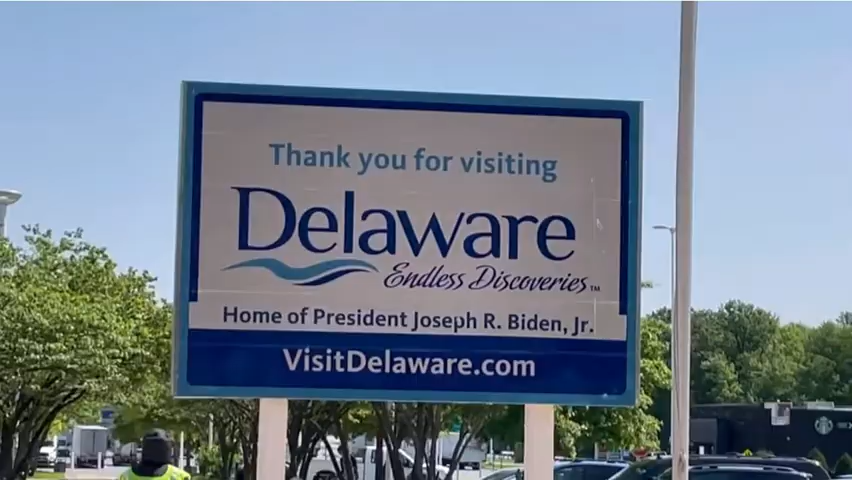 Thank you for visiting
Delaware
Endless Discoveries™
Home of President Joseph R. Biden, Jr.
VisitDelaware.com